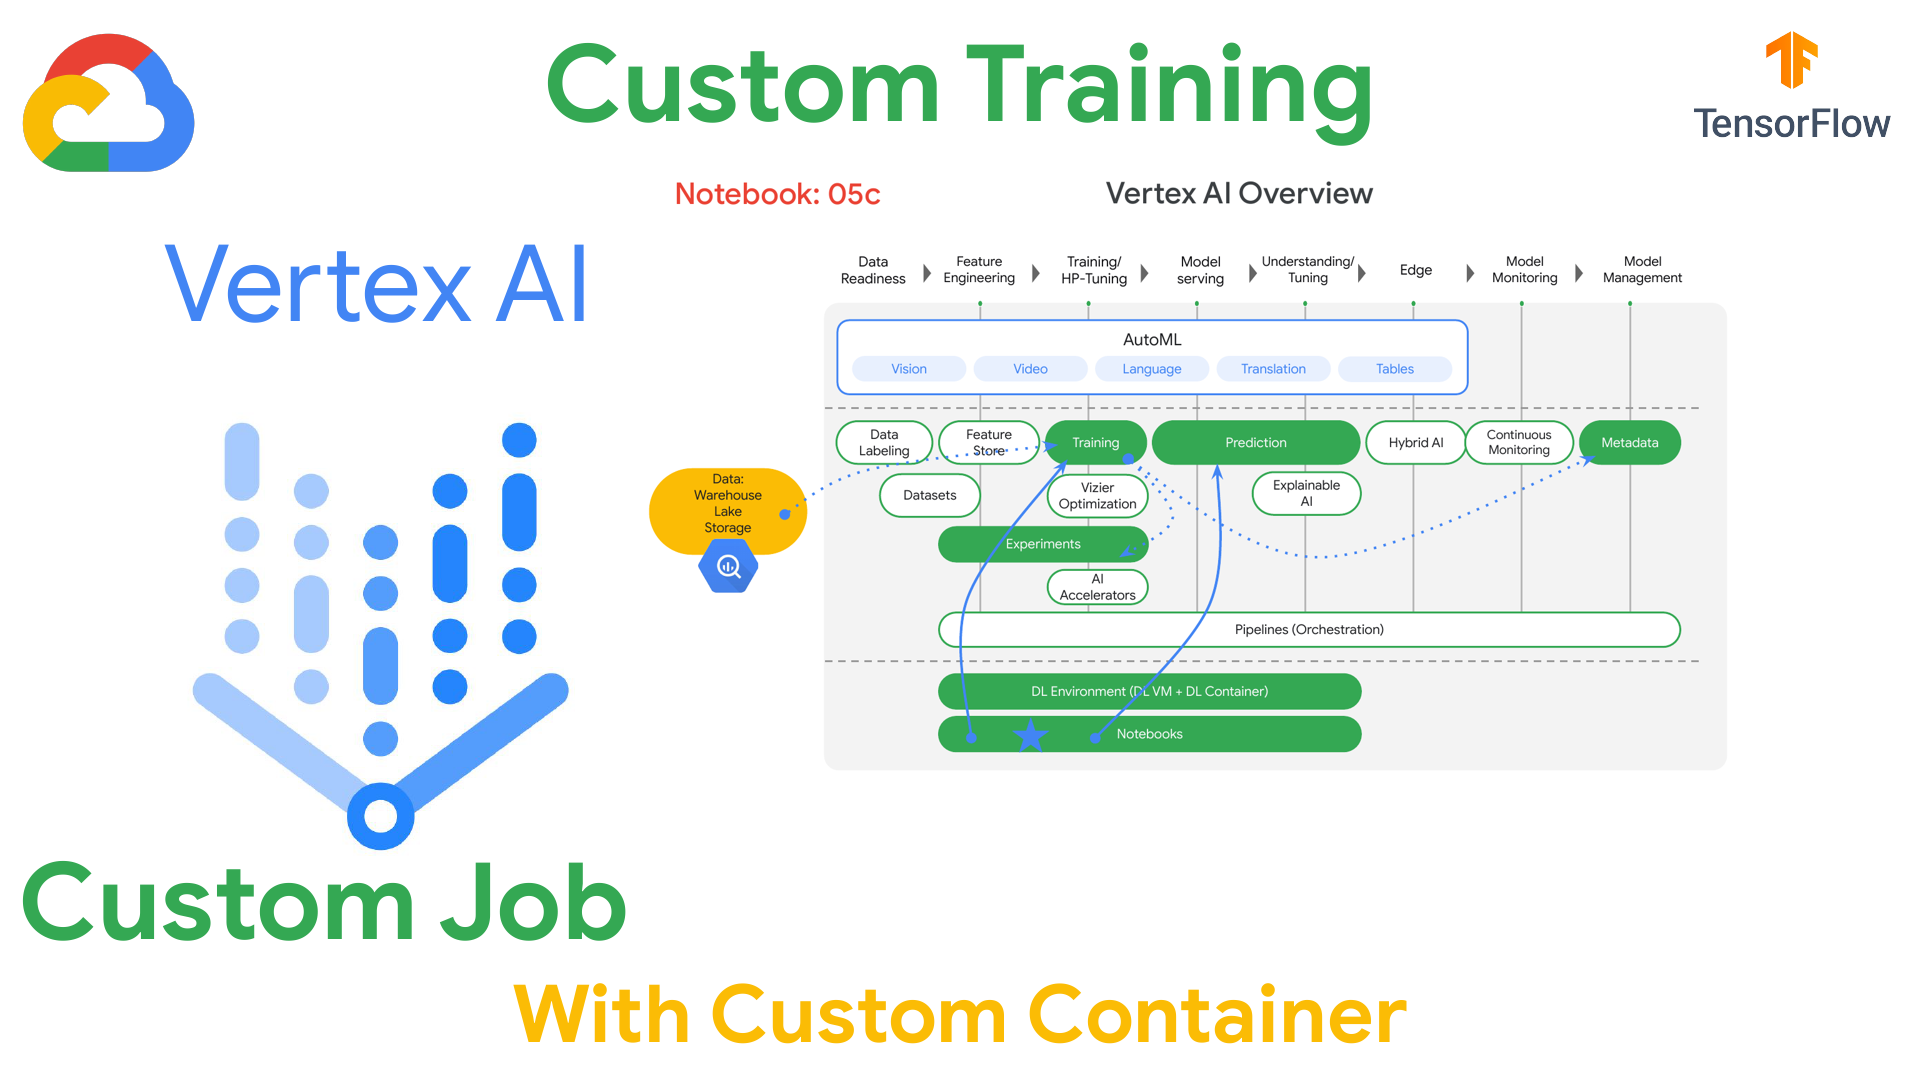 Custom Training
TensorFlow
Notebook: 05c
Vertex AI Overview
Vertex AI
Data
Readiness
Feature
Engineering
Training/
HP-Tuning
Model
serving
Understanding/
Tuning
Edge
Model
Monitoring
Model
Management
AutoML
Vision
Video
Language
Translation
Tables
Data
Labeling
Feature
Store
Training
Prediction
Hybrid AI
Continuous
Monitoring
Metadata
Data:
Warehouse
Lake
Storage
Datasets
Vizier
Optimization
Explainable
AI
Experiments
AI
Accelerators
Pipelines (Orchestration)
DL Environment (DL VM + DL Container)
Notebooks
Custom Job
With Custom Container